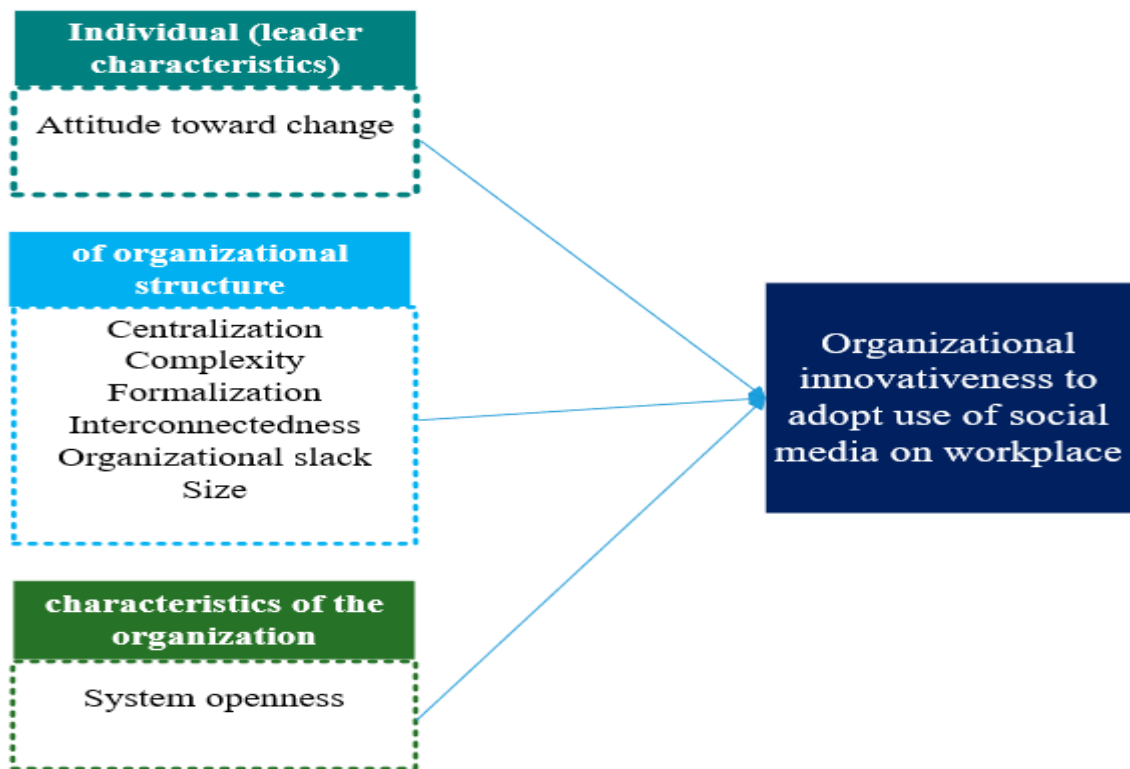 Individual (leader
characteristics)
Attitude toward change
of organizational
structure
Centralization
Complexity
Formalization
Interconnectedness
Organizational slack
Size
characteristics of the
organization
System openness
Organizational
innovativeness to
adopt use of social
media on workplace